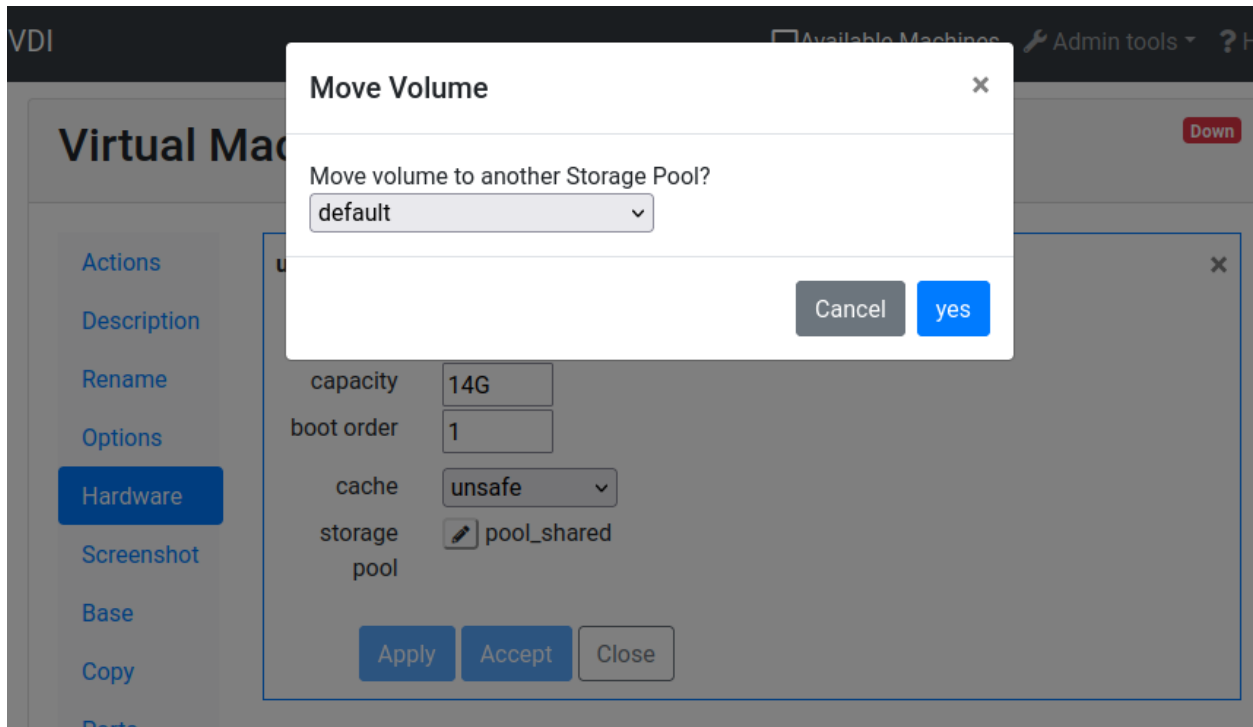 VDI
Available Machines
Admin tools
?
Move Volume
×
Virtual Mac
Down
Move volume to another Storage Pool?
default
Cancel
yes
Actions
Description
Rename
Options
Hardware
Screenshot
Base
Copy
×
capacity 14G
boot order 1
cache unsafe
storage pool_shared
pool
Apply Accept Close